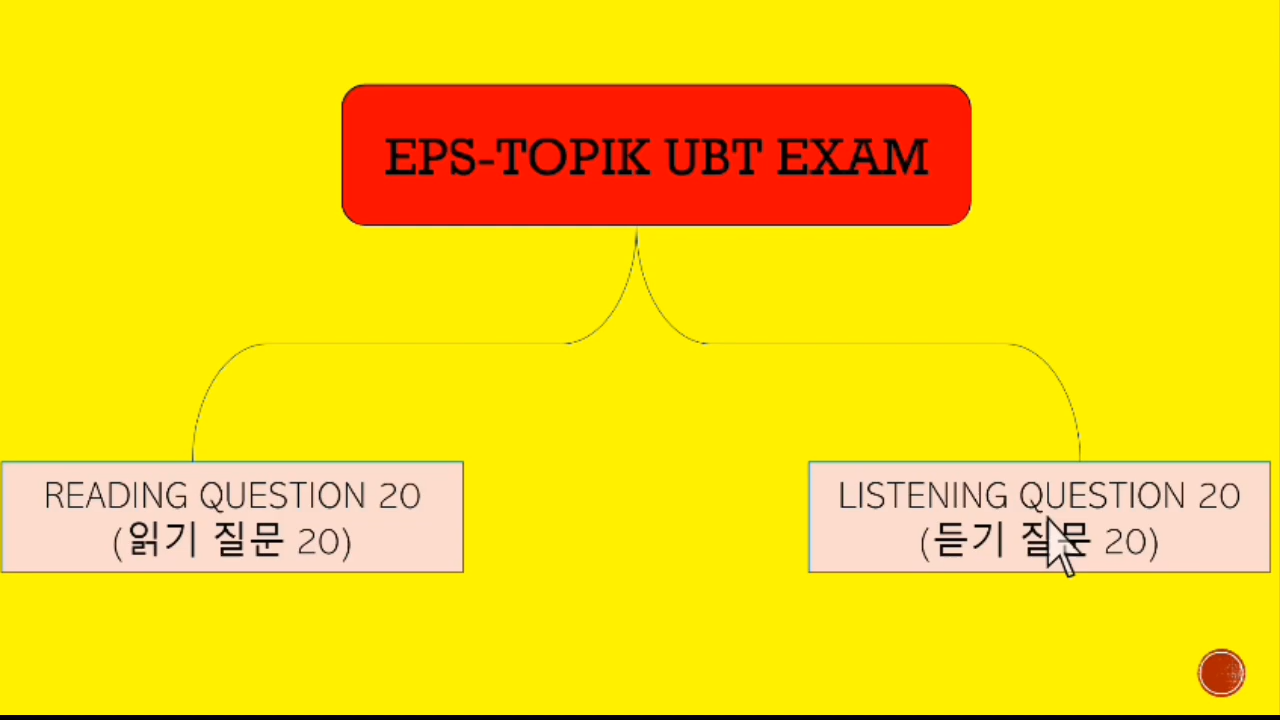 EPS-TOPIK UBT EXAM
READING QUESTION 20
(읽기 질문 20)
LISTENING QUESTION 20
(듣기 질문 20)